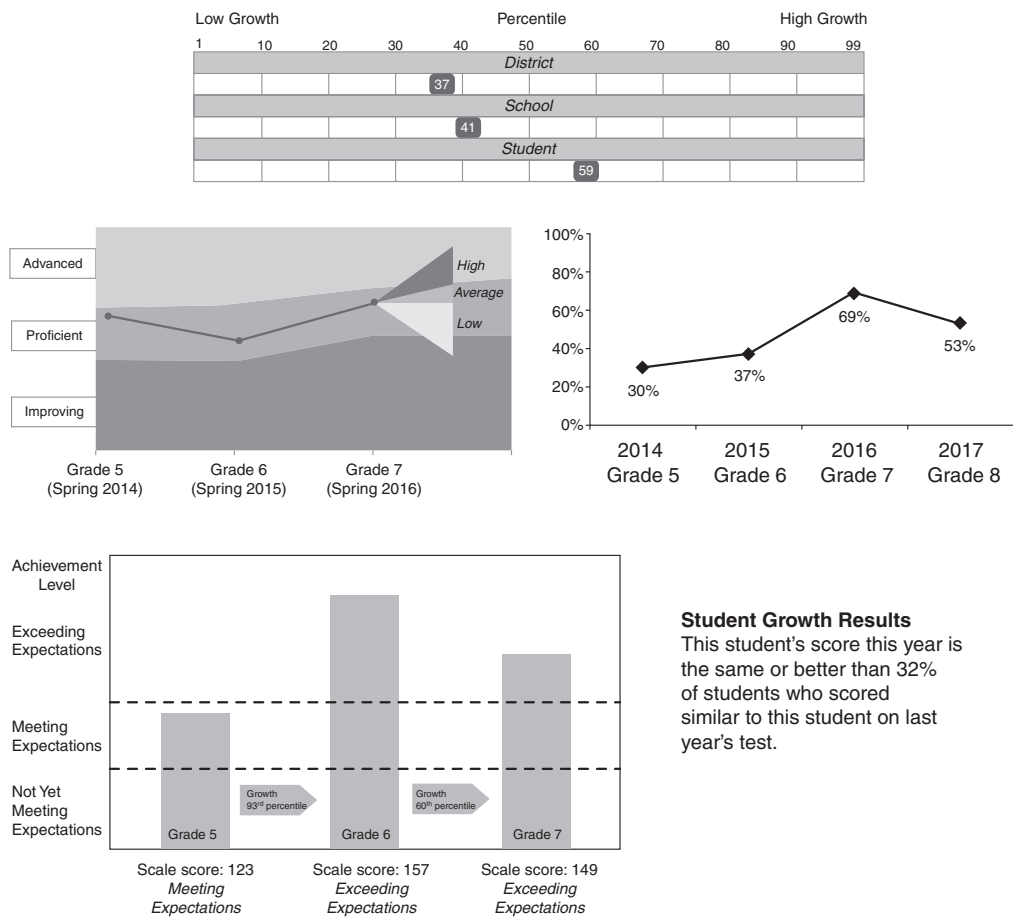 Low Growth Percentile High Growth
1 10 20 30 40 50 60 70 80 90 99
District
37
School
41
Student
59
Advanced
Proficient
Improving
High
Average
Low
Grade 5 Grade 6 Grade 7
(Spring 2014) (Spring 2015) (Spring 2016)
100%
80%
60%
40%
20%
0%
30%
37%
69%
53%
2014 2015 2016 2017
Grade 5 Grade 6 Grade 7 Grade 8
Achievement
Level
Exceeding
Expectations
Meeting
Expectations
Not Yet
Meeting
Expectations
Growth
93rd percentile
Growth
60th percentile
Grade 5 Grade 6 Grade 7
Scale score: 123 Scale score: 157 Scale score: 149
Meeting Exceeding Exceeding
Expectations Expectations Expectations
Student Growth Results
This student's score this year is
the same or better than 32%
of students who scored
similar to this student on last
year's test.